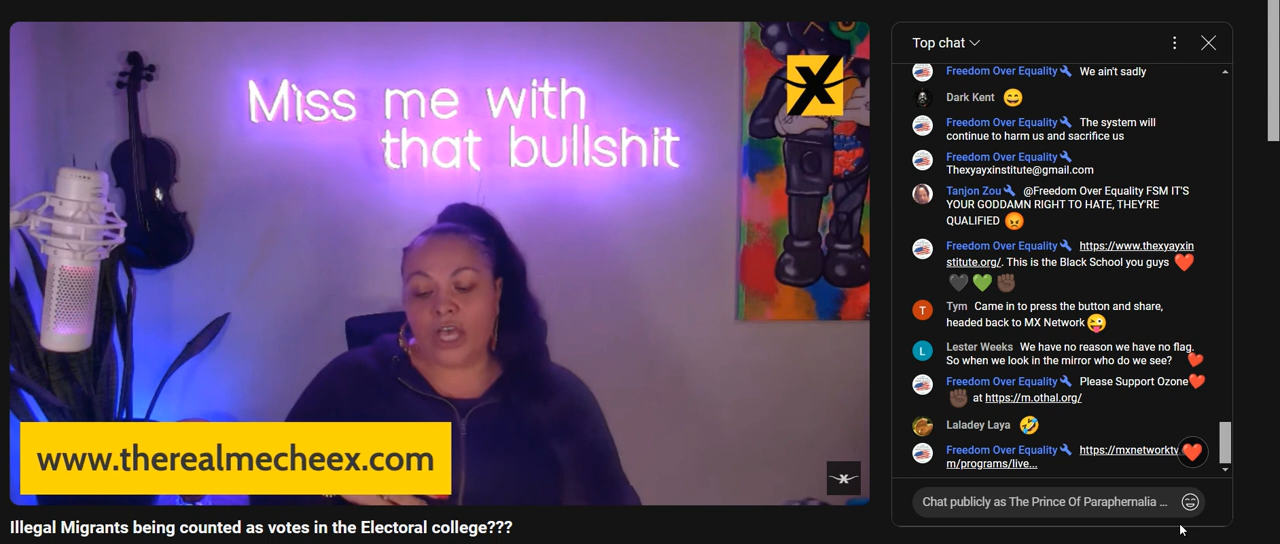 Miss me with
that bullshit
X
www.therealmecheex.com
Illegal Migrants being counted as votes in the Electoral college???
Top chat
Freedom Over Equality We ain't sadly
Dark Kent
Freedom Over Equality The system will
continue to harm us and sacrifice us
Freedom Over Equality
Thexyayxinstitute@gmail.com
Tanjon Zou @Freedom Over Equality FSM IT'S
YOUR GODDAMN RIGHT TO HATE, THEY'RE
QUALIFIED
Freedom Over Equality https://www.thexyayxin
stitute.org/. This is the Black School you guys
T
Tym Came in to press the button and share,
headed back to MX Network
L
Lester Weeks We have no reason we have no flag.
So when we look in the mirror who do we see?
Freedom Over Equality Please Support Ozone
at https://m.othal.org/
Laladey Laya
Freedom Over Equality https://mxnetworktv
m/programs/live...
Chat publicly as The Prince Of Paraphernalia ...